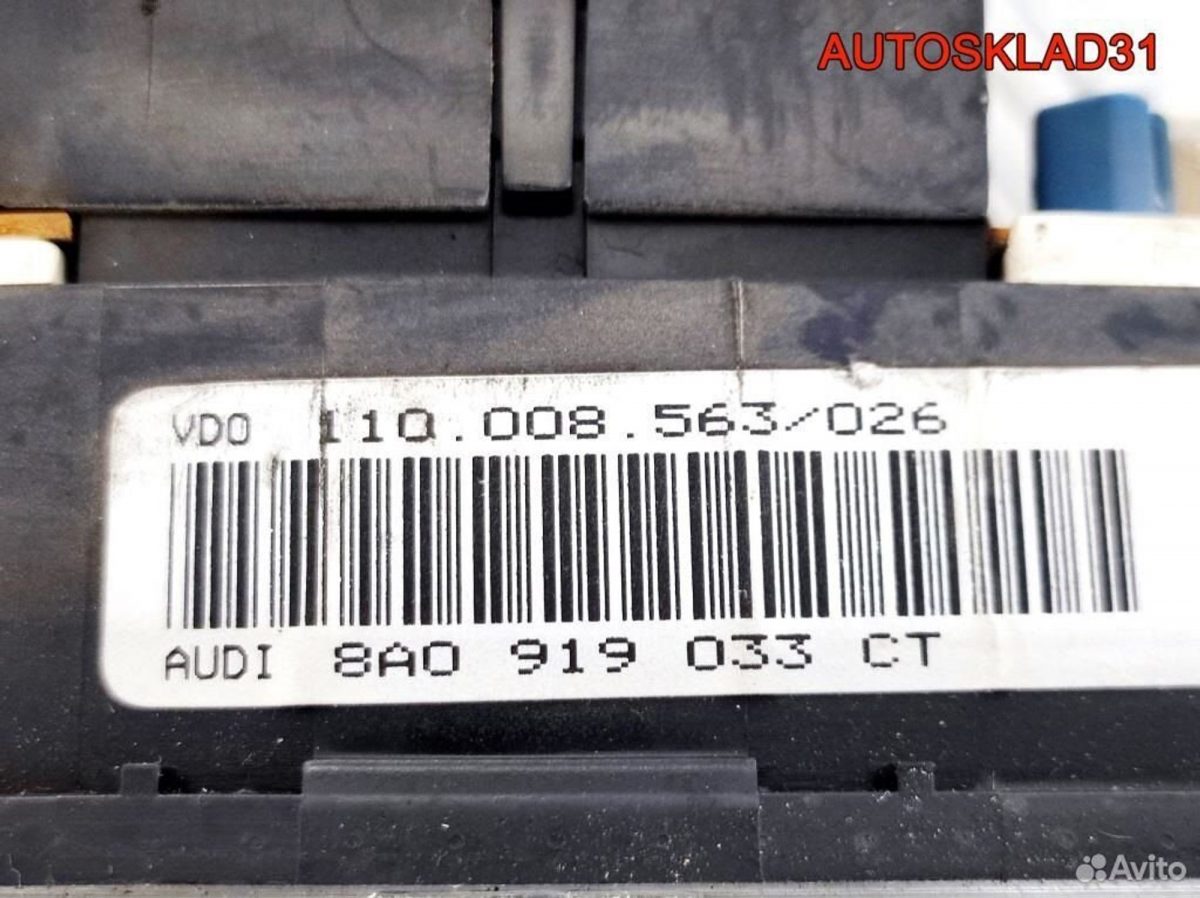 AUTOSKLAD31
VDO 110.008.563/026
AUDI 8A0 919 033 CT
Avito